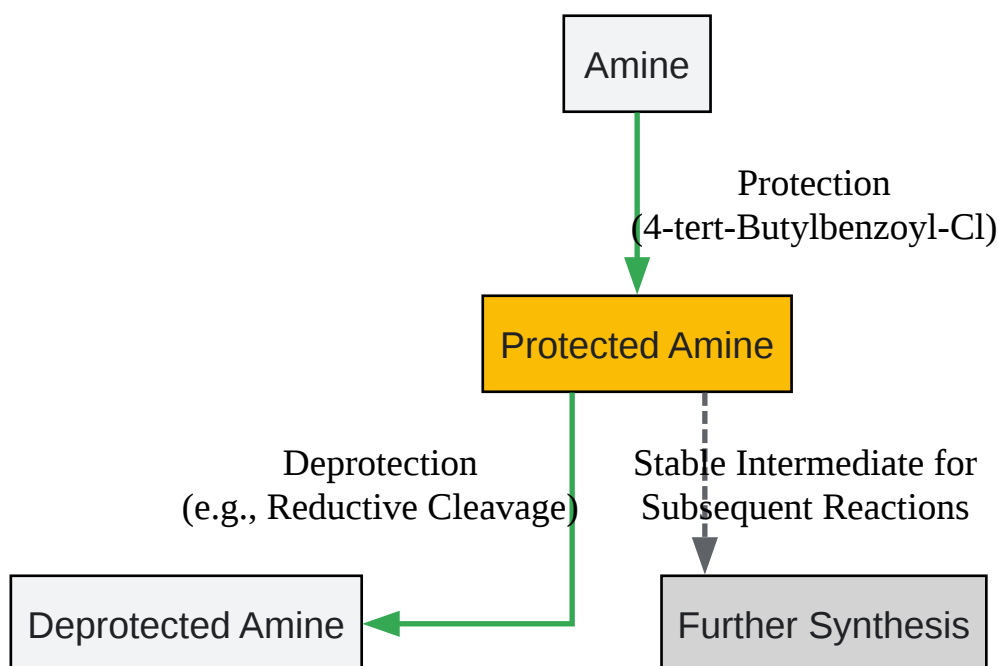 Amine
Protection
(4-tert-Butylbenzoyl-Cl)
Protected Amine
Deprotection
(e.g., Reductive Cleavage)
Stable Intermediate for
Subsequent Reactions
Deprotected Amine
Further Synthesis